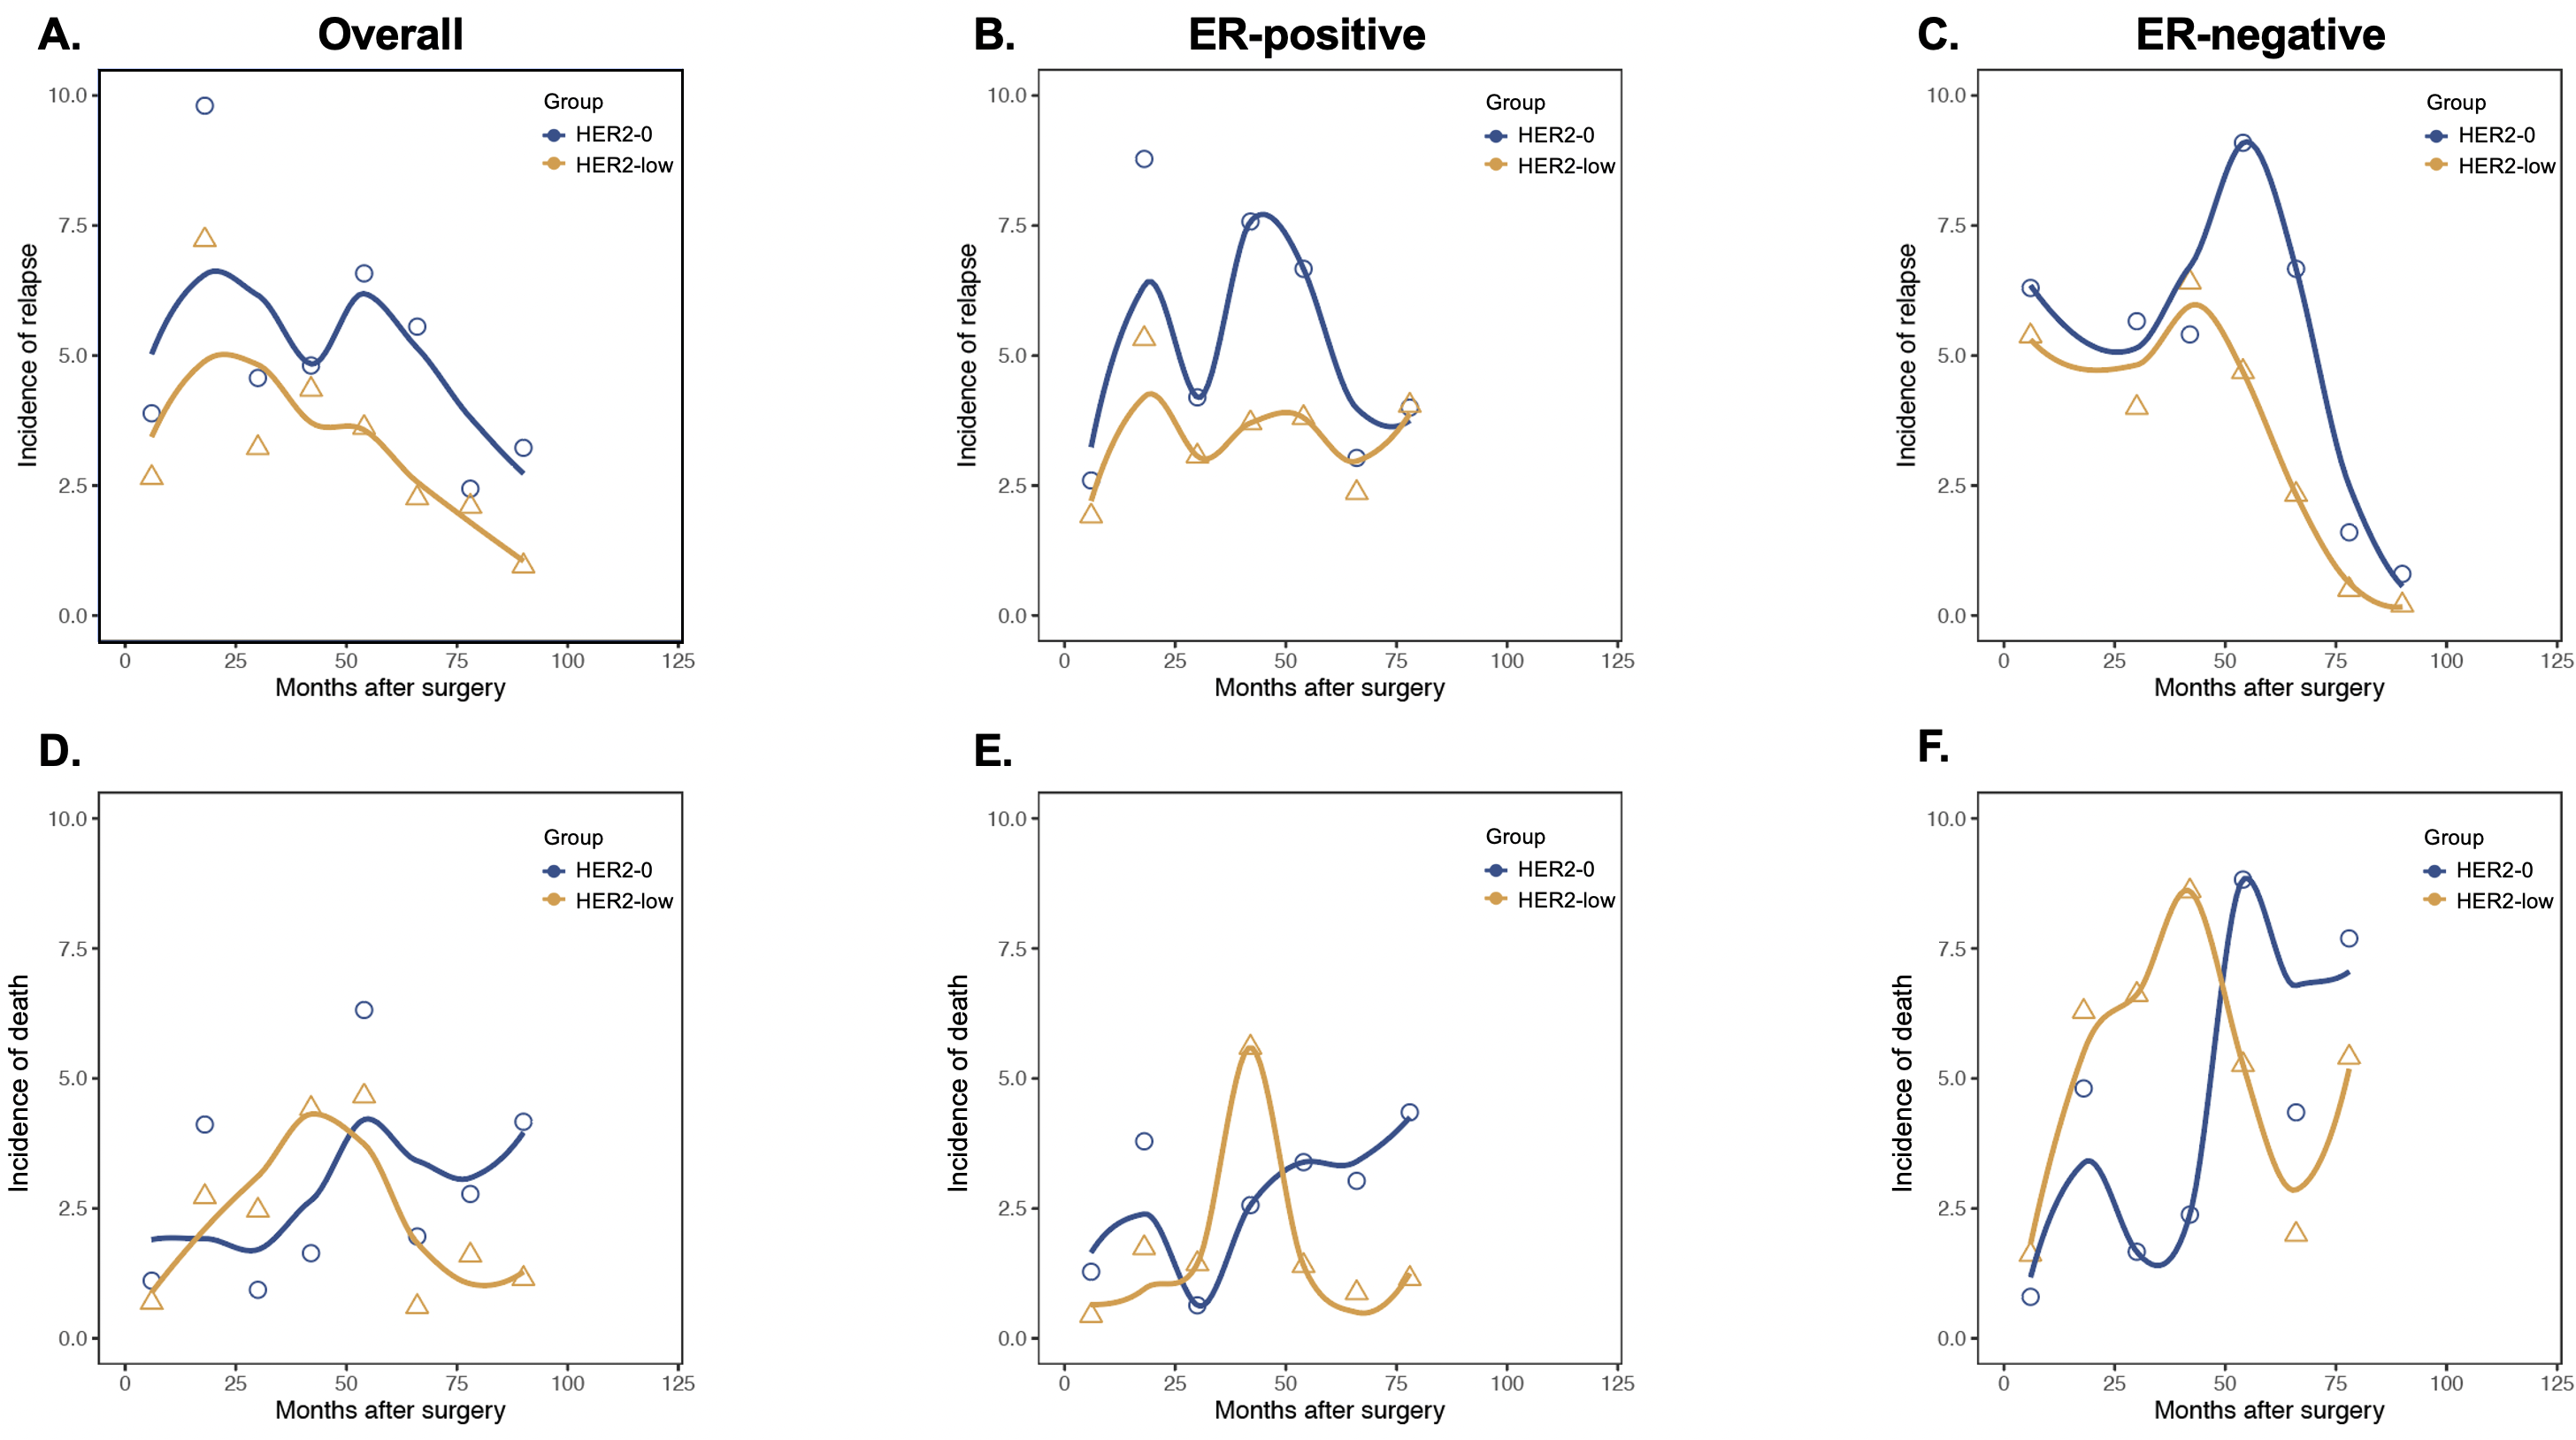 A. Overall
Incidence of relapse
10.0
7.5
5.0
2.5
0.0
Group
HER2-0
HER2-low
0 25 50 75 100 125
Months after surgery
B. ER-positive
Incidence of relapse
10.0
7.5
5.0
2.5
0.0
Group
HER2-0
HER2-low
0 25 50 75 100 125
Months after surgery
C. ER-negative
Incidence of relapse
10.0
7.5
5.0
2.5
0.0
Group
HER2-0
HER2-low
0 25 50 75 100 125
Months after surgery
D.
Incidence of death
10.0
7.5
5.0
2.5
0.0
Group
HER2-0
HER2-low
0 25 50 75 100 125
Months after surgery
E.
Incidence of death
10.0
7.5
5.0
2.5
0.0
Group
HER2-0
HER2-low
0 25 50 75 100 125
Months after surgery
F.
Incidence of death
10.0
7.5
5.0
2.5
0.0
Group
HER2-0
HER2-low
0 25 50 75 100 125
Months after surgery